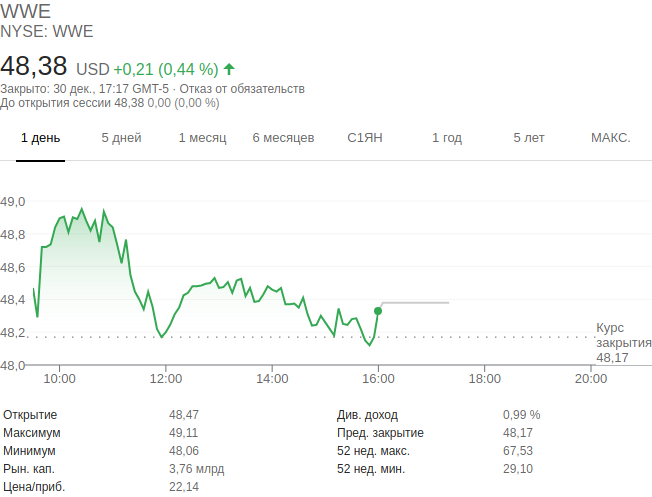 WWE
NYSE: WWE
48,38 USD +0,21 (0,44 %)
Закрыто: 30 дек., 17:17 GMT-5 · Отказ от обязательств
До открытия сессии 48,38 0,00 (0,00 %)
1 день 5 дней 1 месяц 6 месяцев С1ЯН 1 год 5 лет МАКС.
49,0
48,8
48,6
48,4
48,2
48,0
Курс
закрытия
48,17
10:00 12:00 14:00 16:00 18:00 20:00
Открытие 48,47 Див. доход 0,99 %
Максимум 49,11 Пред. закрытие 48,17
Минимум 48,06 52 нед. макс. 67,53
Рын. кап. 3,76 млрд 52 нед. мин. 29,10
Цена/приб. 22,14